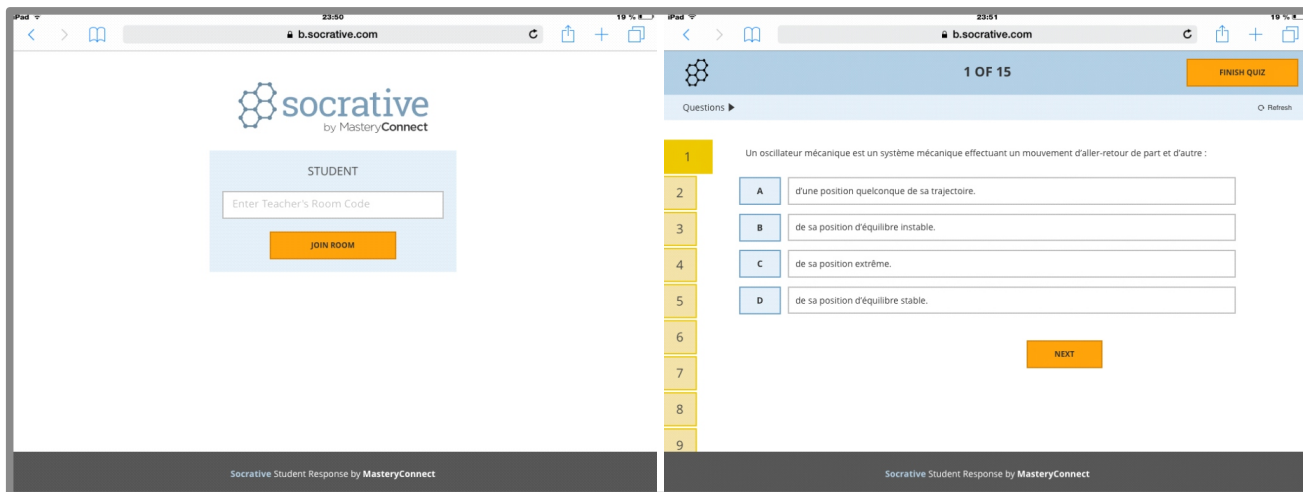 iPad
23:50
19 %
b.socrative.com
socrative
by MasteryConnect
STUDENT
Enter Teacher's Room Code
JOIN ROOM
Socrative Student Response by MasteryConnect
iPad
23:51
19 %
b.socrative.com
1 OF 15
FINISH QUIZ
Questions
Refresh
1
Un oscillateur mécanique est un système mécanique effectuant un mouvement d'aller-retour de part et d'autre :
2
A d'une position quelconque de sa trajectoire.
3
B de sa position d'équilibre instable.
4
C de sa position extrême.
5
D de sa position d'équilibre stable.
6
NEXT
7
8
9
Socrative Student Response by MasteryConnect